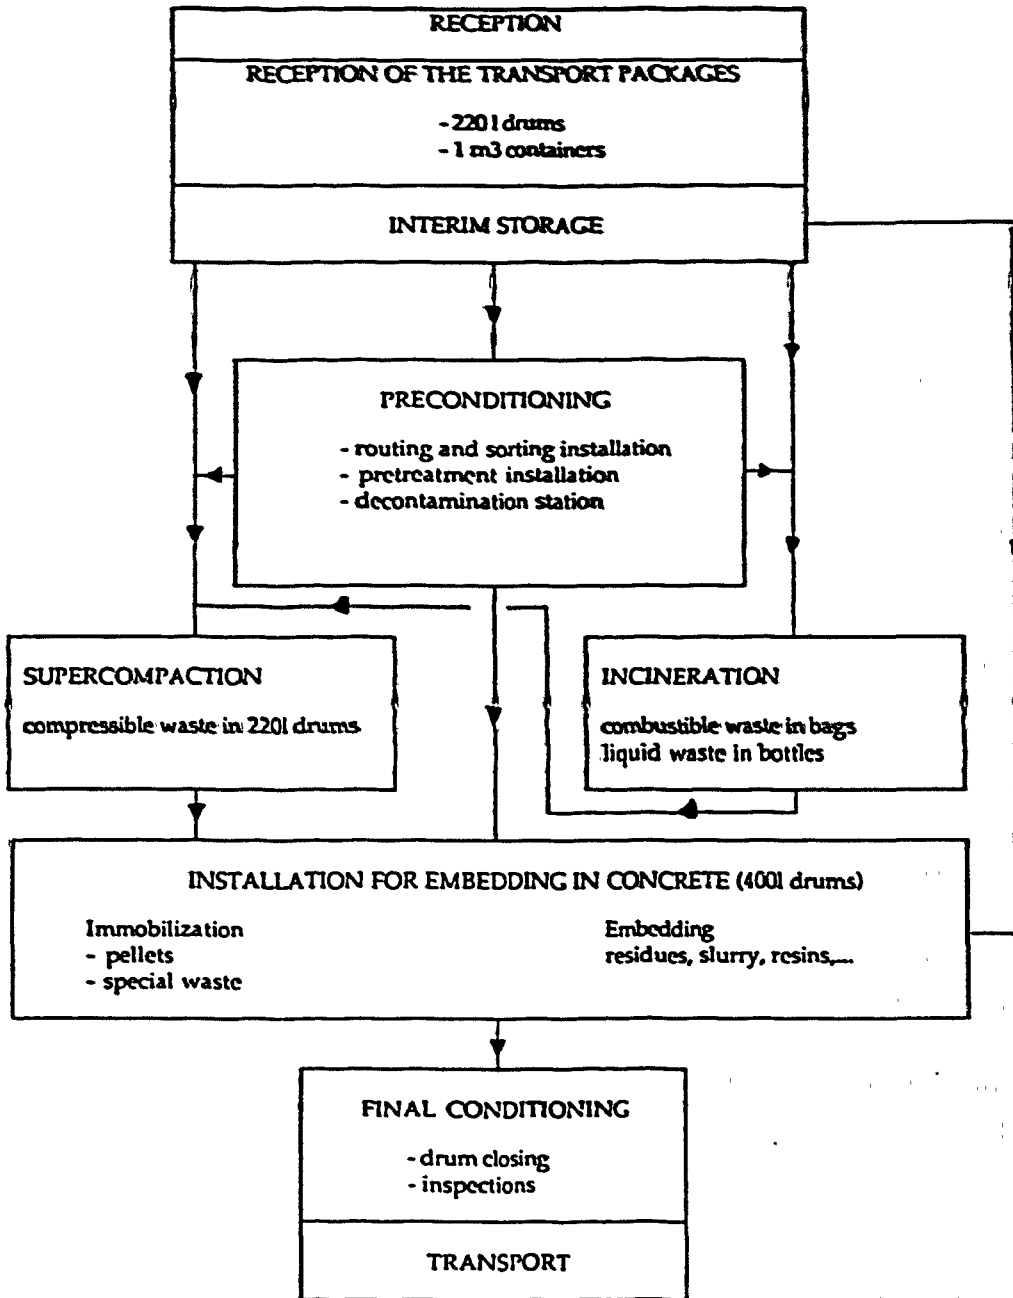 RECEPTION
RECEPTION OF THE TRANSPORT PACKAGES
- 220 l drums
- 1 m3 containers
INTERIM STORAGE
PRECONDITIONING
- routing and sorting installation
- pretreatment installation
- decontamination station
SUPERCOMPACTION
compressible waste in 220l drums
INCINERATION
combustible waste in bags
liquid waste in bottles
INSTALLATION FOR EMBEDDING IN CONCRETE (400l drums)
Immobilization
- pellets
- special waste
Embedding
residues, slurry, resins,...
FINAL CONDITIONING
- drum closing
- inspections
TRANSPORT